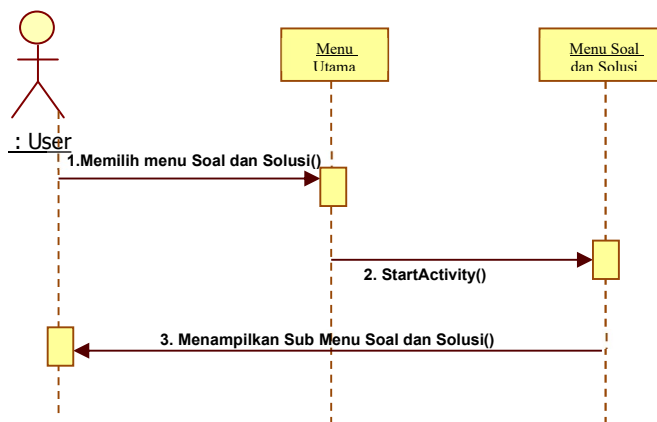 Menu
Utama
Menu Soal
dan Solusi
: User
1.Memilih menu Soal dan Solusi()
2. StartActivity()
3. Menampilkan Sub Menu Soal dan Solusi()